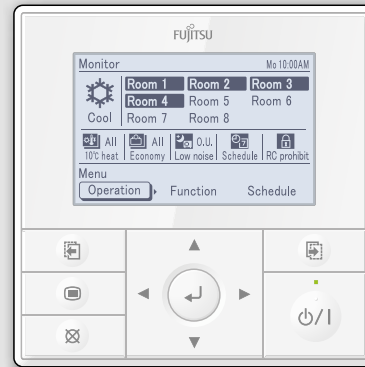 FUJITSU
Monitor Mo 10:00AM
Room 1 Room 2 Room 3
Room 4 Room 5 Room 6
Cool Room 7 Room 8
All All O.U.
10℃ heat Economy Low noise Schedule RC prohibit
Menu
Operation Function Schedule